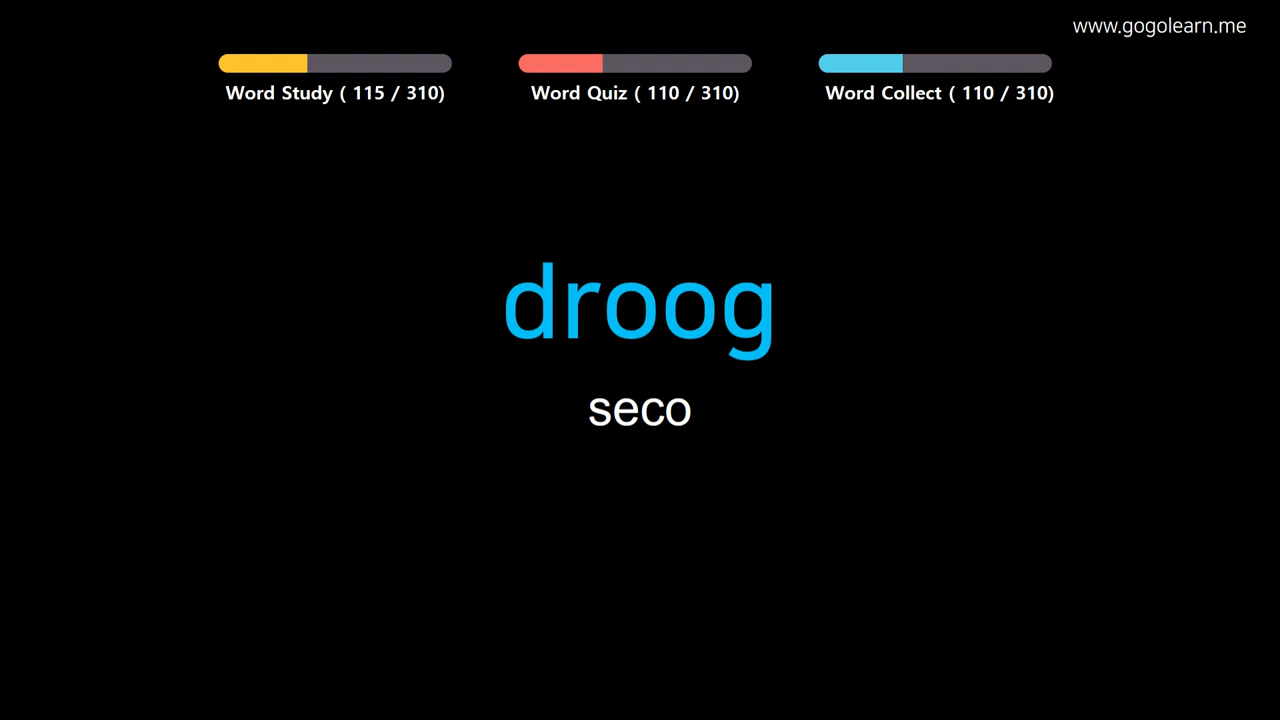 www.gogolearn.me
Word Study ( 115 / 310)
Word Quiz ( 110 / 310)
Word Collect ( 110 / 310)
droog
seco